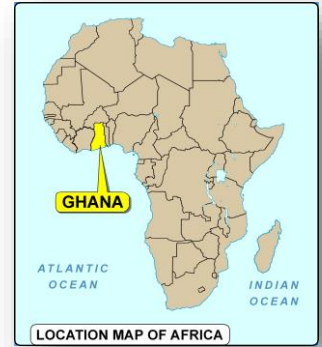 GHANA
ATLANTIC
OCEAN
INDIAN
OCEAN
LOCATION MAP OF AFRICA